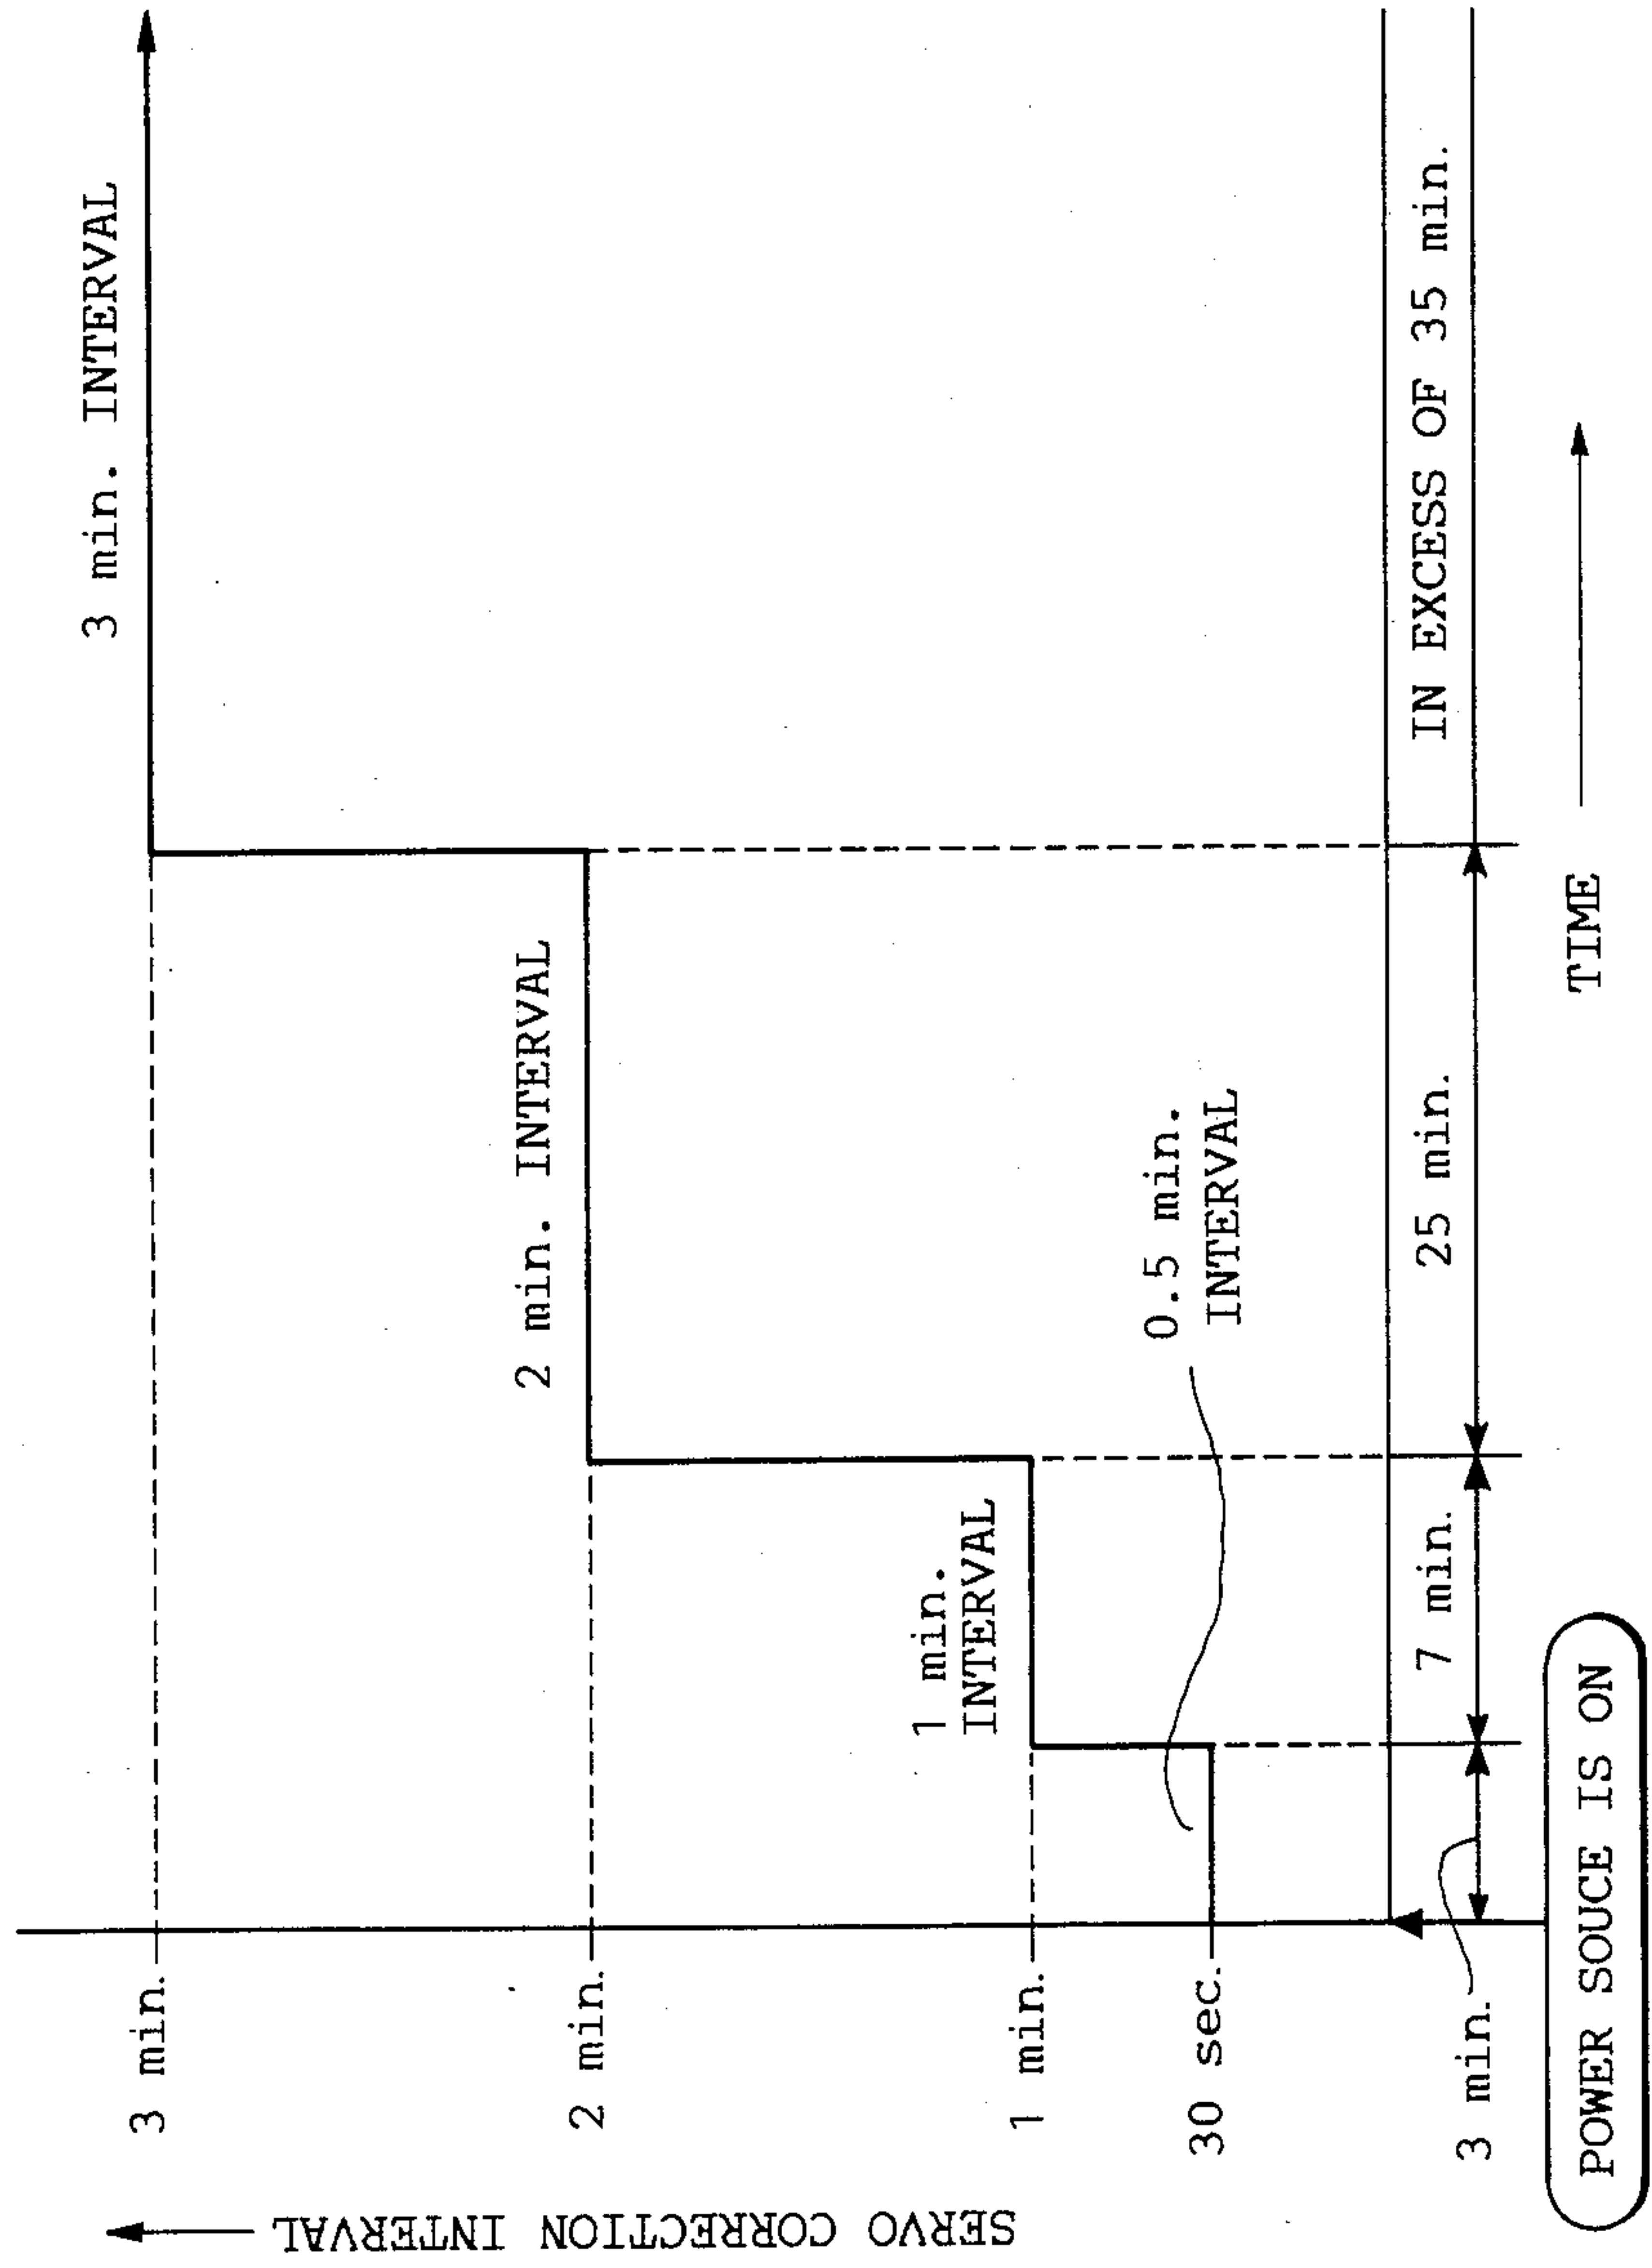 3 min. INTERVAL
2 min. INTERVAL
1 min.
INTERVAL
0.5 min.
INTERVAL
SERVO CORRECTION INTERVAL
3 min.
2 min.
1 min.
30 sec.
3 min.
7 min.
25 min.
IN EXCESS OF 35 min.
POWER SOUCE IS ON
TIME